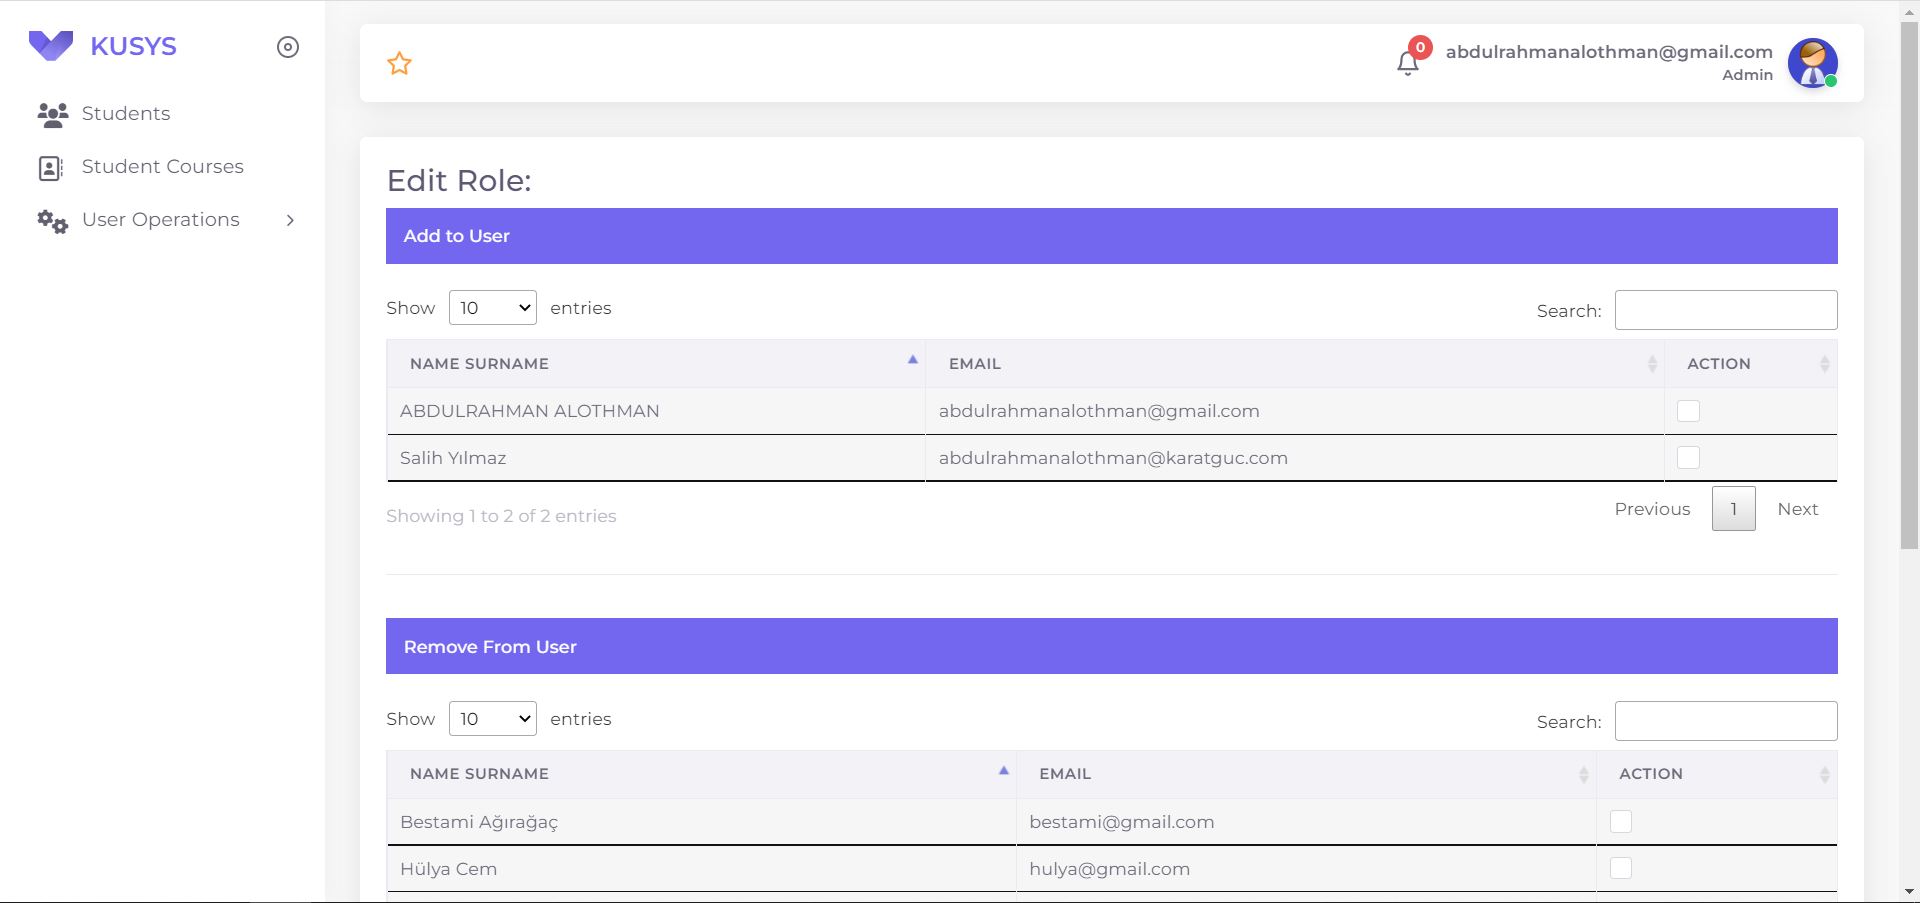 KUSYS
Students
Student Courses
User Operations
0
abdulrahmanalothman@gmail.com
Admin
Edit Role:
Add to User
Show 10 entries
Search:
NAME SURNAME EMAIL ACTION
ABDULRAHMAN ALOTHMAN abdulrahmanalothman@gmail.com
Salih Yılmaz abdulrahmanalothman@karatguc.com
Showing 1 to 2 of 2 entries
Previous 1 Next
Remove From User
Show 10 entries
Search:
NAME SURNAME EMAIL ACTION
Bestami Ağırağaç bestami@gmail.com
Hülya Cem hulya@gmail.com